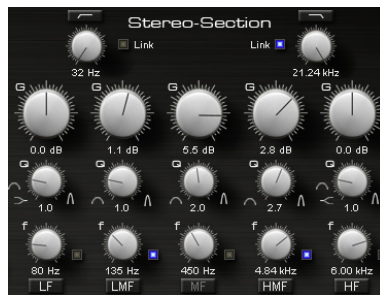 Stereo-Section
Link Link
32 Hz 21.24 kHz
G G G G G
0.0 dB 1.1 dB 5.5 dB 2.8 dB 0.0 dB
Q Q Q Q Q
1.0 1.0 2.0 2.7 1.0
f f f f f
80 Hz 135 Hz 450 Hz 4.84 kHz 6.00 kHz
LF LMF MF HMF HF